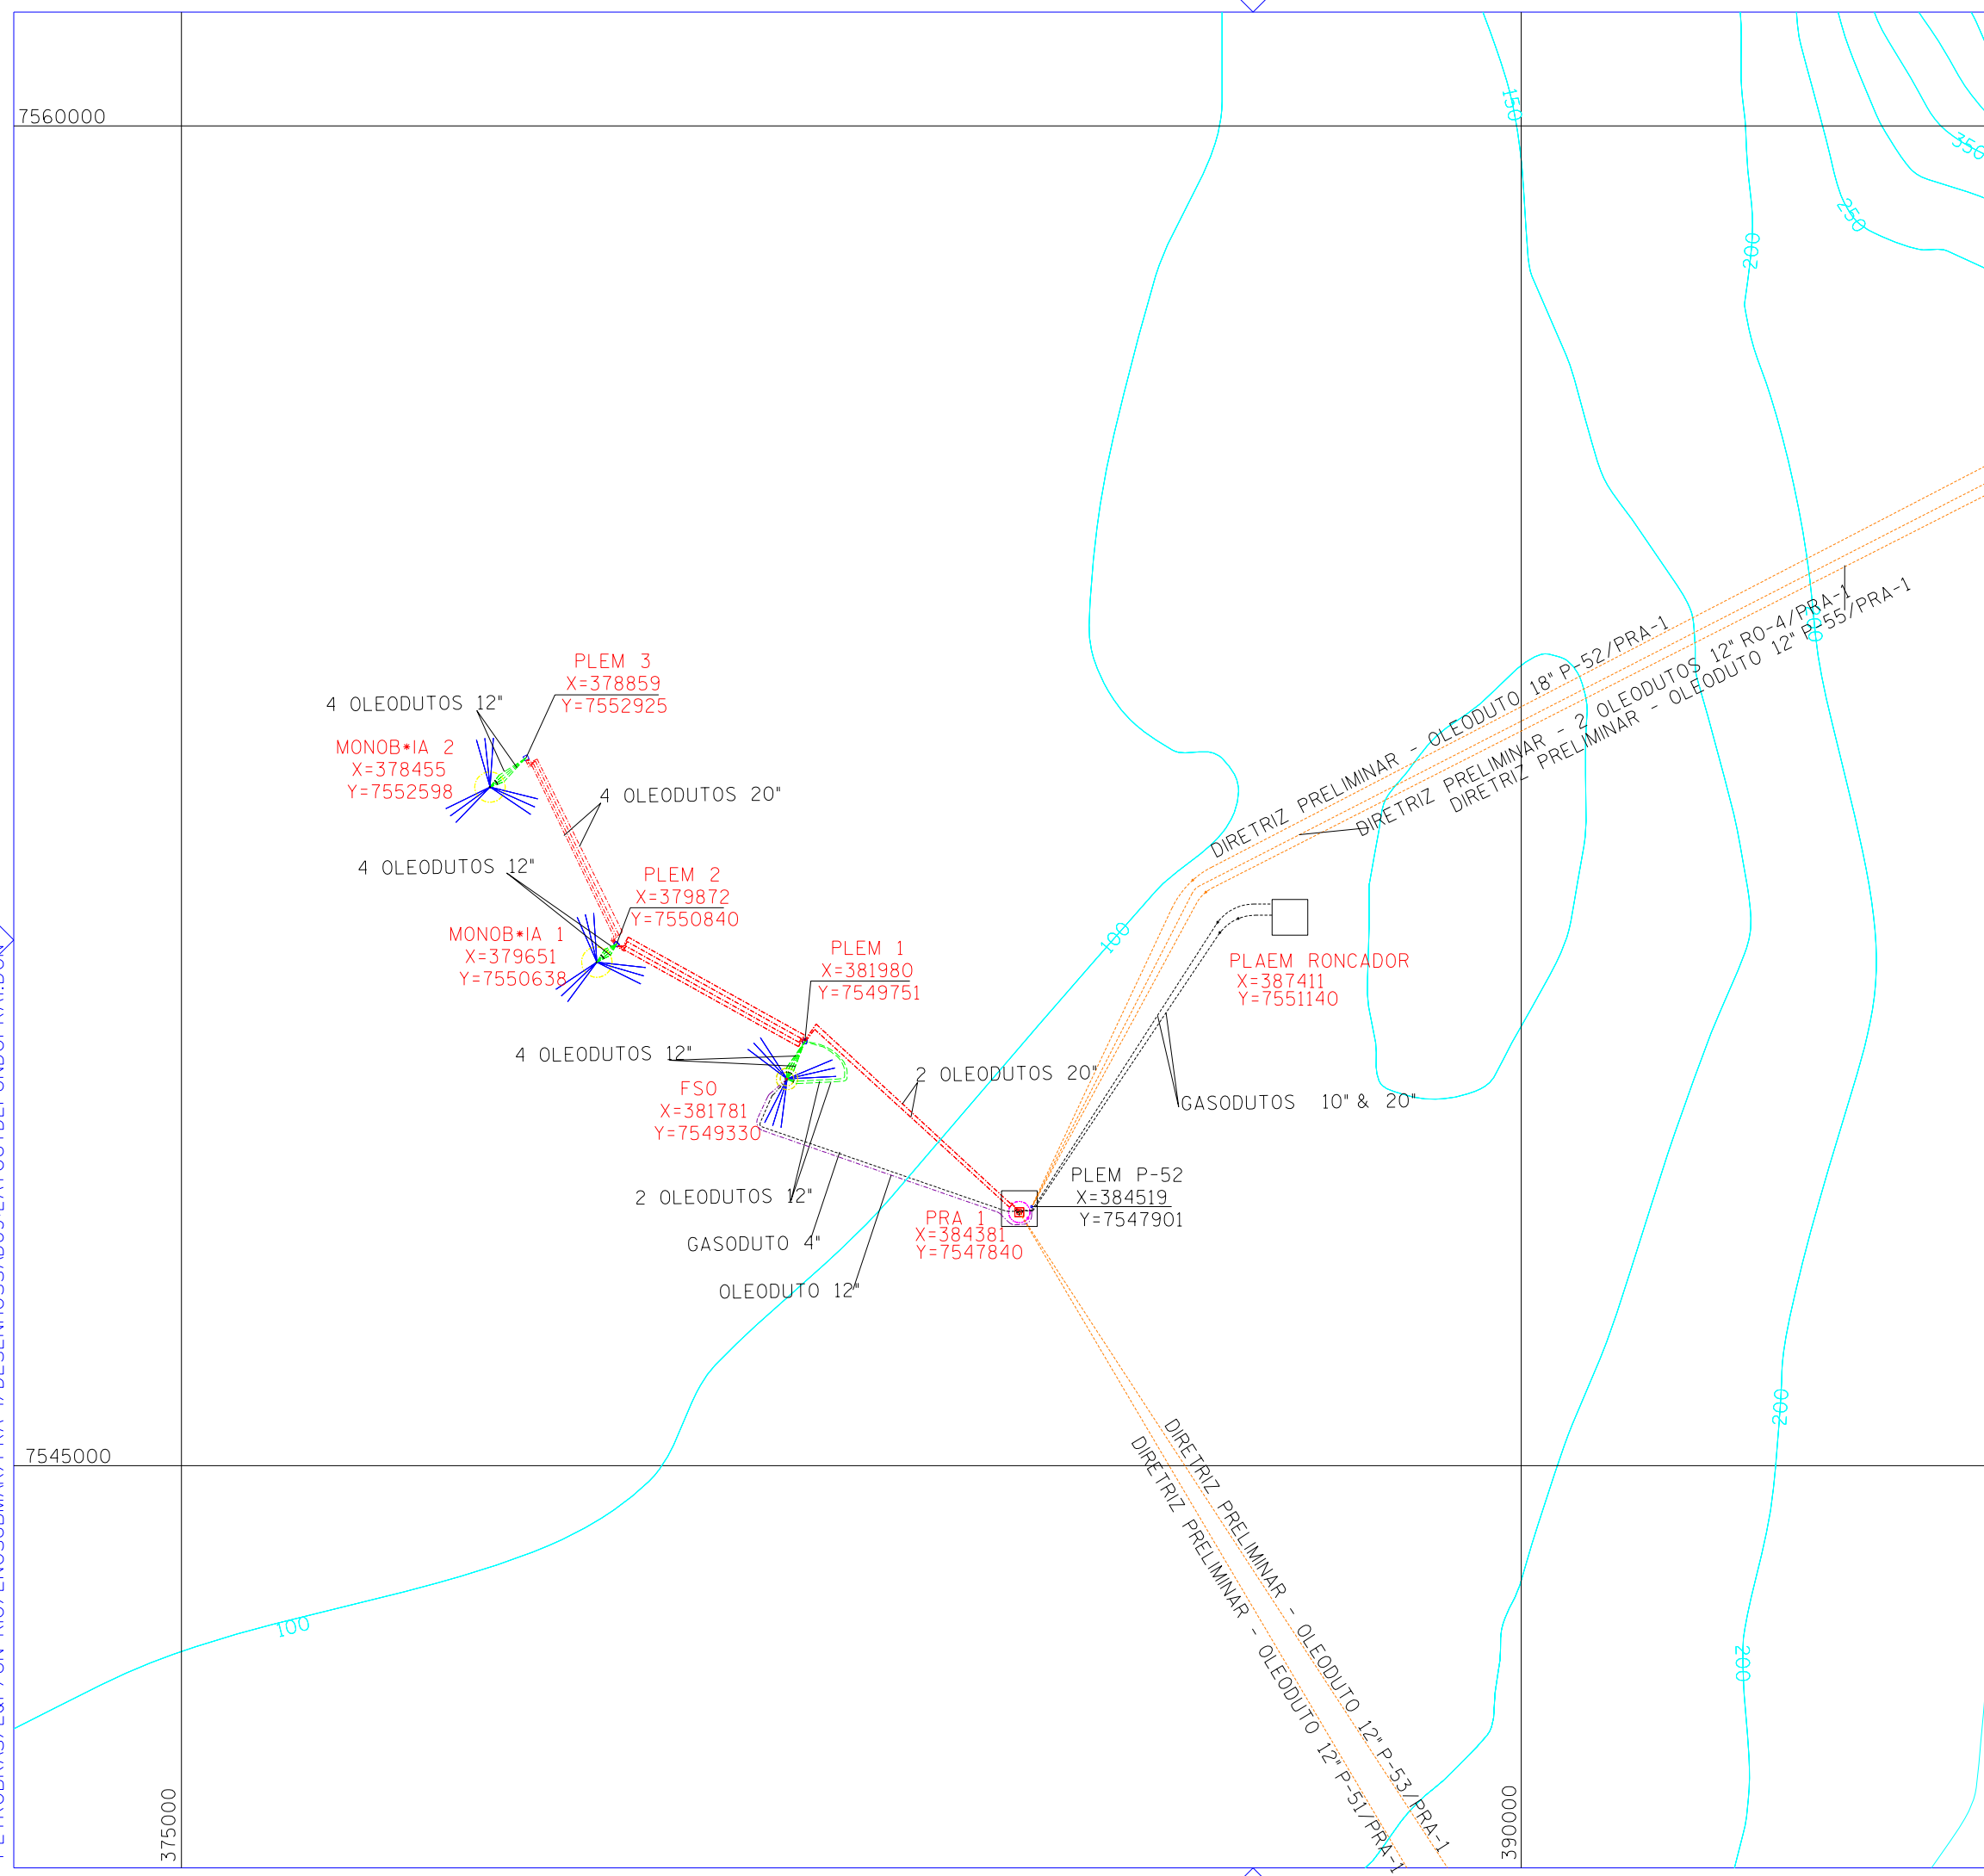 7560000
150
350
250
200
DIRETRIZ PRELIMINAR - OLEODUTO 18" P-52/PRA-1
DIRETRIZ PRELIMINAR - 2 OLEODUTOS 12" RO-4/PRA-1
DIRETRIZ PRELIMINAR - OLEODUTO 12" P-55/PRA-1
200
PLEM 3
X=378859
Y=7552925
4 OLEODUTOS 12"
MONOB*IA 2
X=378455
Y=7552598
4 OLEODUTOS 20"
4 OLEODUTOS 12"
PLEM 2
X=379872
Y=7550840
MONOB*IA 1
X=379651
Y=7550638
PLEM 1
X=381980
Y=7549751
100
PLAEM RONCADOR
X=387411
Y=7551140
4 OLEODUTOS 12"
FSO
X=381781
Y=7549330
2 OLEODUTOS 20"
GASODUTOS 10" & 20"
2 OLEODUTOS 12"
GASODUTO 4"
OLEODUTO 12"
PLEM P-52
X=384519
Y=7547901
PRA 1
X=384381
Y=7547840
7545000
200
DIRETRIZ PRELIMINAR - OLEODUTO 12" P-53/PRA-1
DIRETRIZ PRELIMINAR - OLEODUTO 12" P-51/PRA-1
100
200
375000
390000